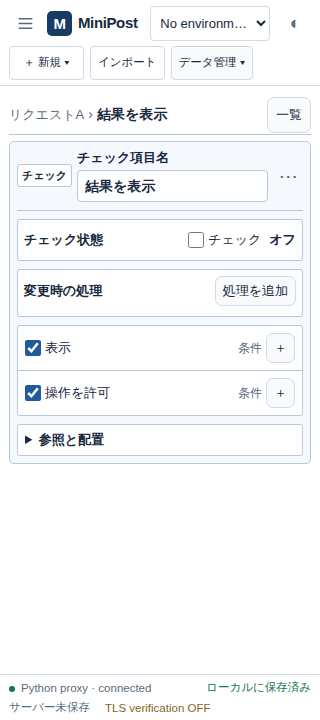 M MiniPost No environm…
＋ 新規 ▾ インポート データ管理 ▾
リクエストA › 結果を表示 一覧
チェック チェック項目名 ···
結果を表示
チェック状態 チェック オフ
変更時の処理 処理を追加
表示 条件 ＋
操作を許可 条件 ＋
▶ 参照と配置
Python proxy · connected ローカルに保存済み
サーバー未保存 TLS verification OFF